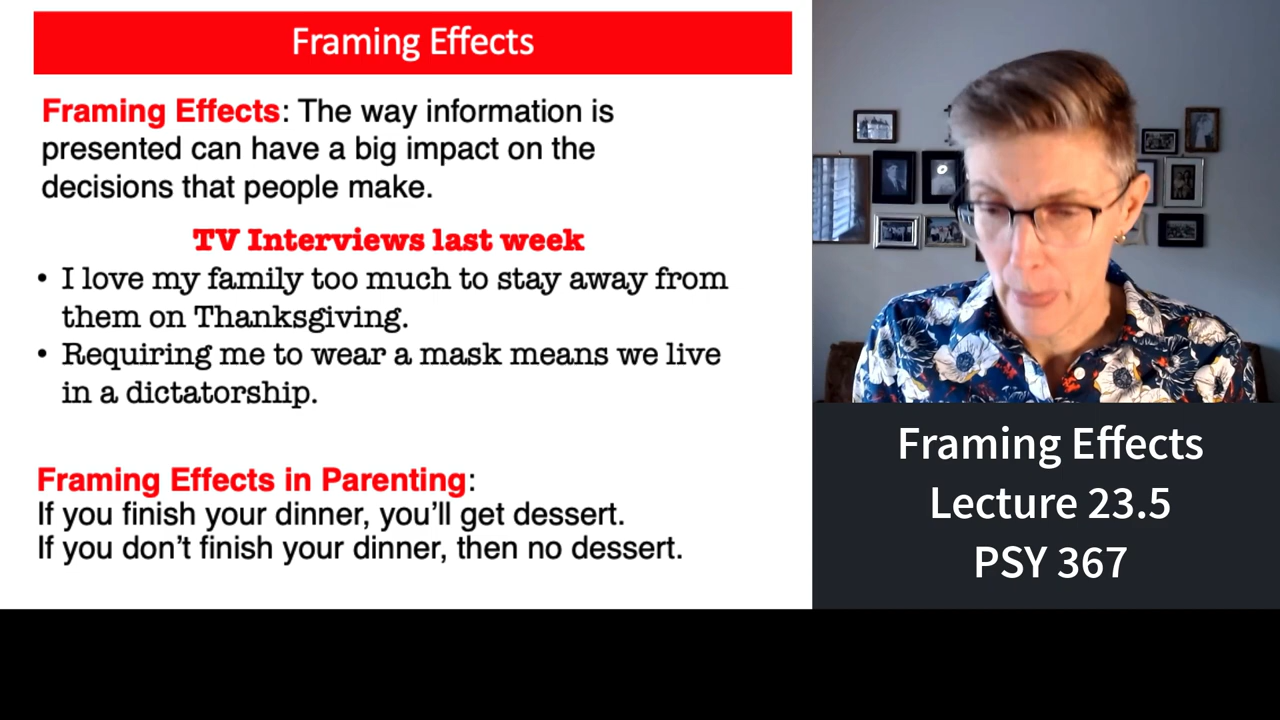 Framing Effects
Framing Effects: The way information is
presented can have a big impact on the
decisions that people make.
TV Interviews last week
• I love my family too much to stay away from
them on Thanksgiving.
• Requiring me to wear a mask means we live
in a dictatorship.
Framing Effects in Parenting:
If you finish your dinner, you’ll get dessert.
If you don’t finish your dinner, then no dessert.
Framing Effects
Lecture 23.5
PSY 367